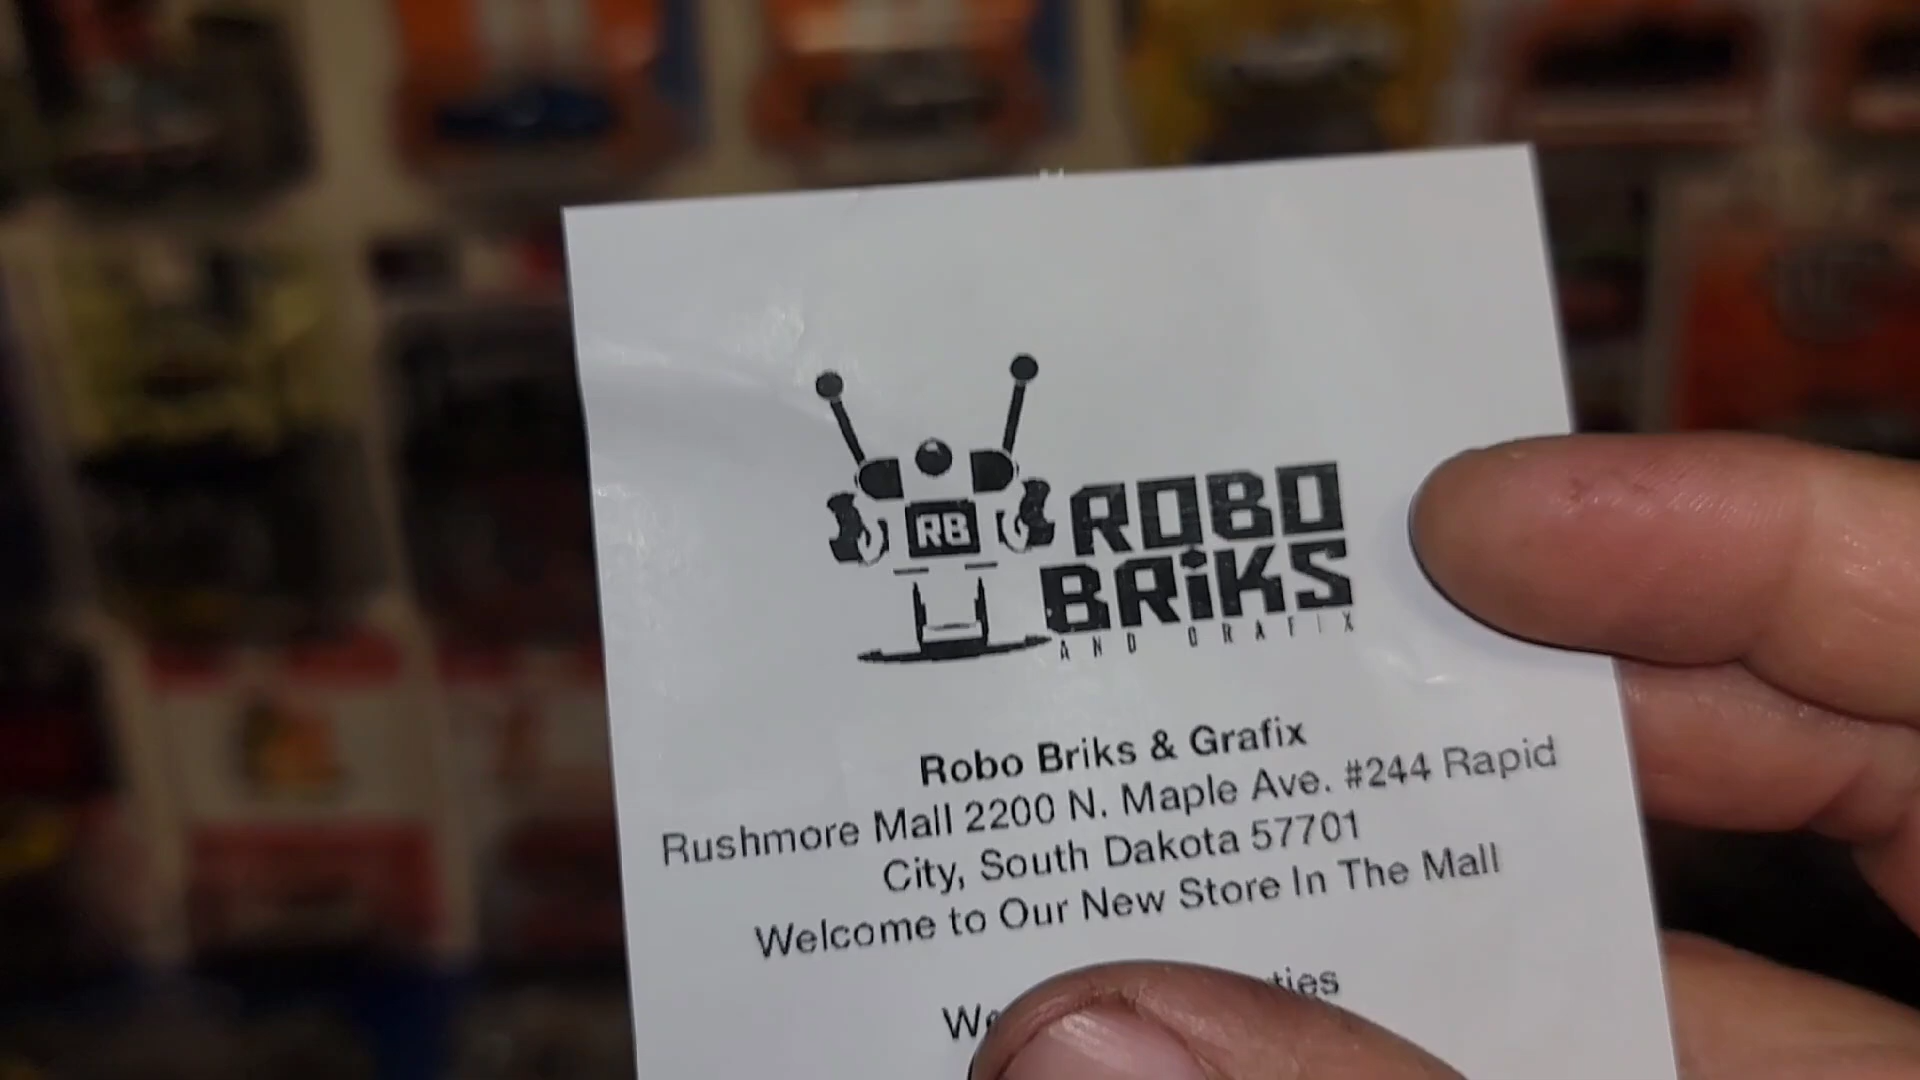 RB
ROBO
BRiKS
AND GRAFIX
Robo Briks & Grafix
Rushmore Mall 2200 N. Maple Ave. #244 Rapid
City, South Dakota 57701
Welcome to Our New Store In The Mall